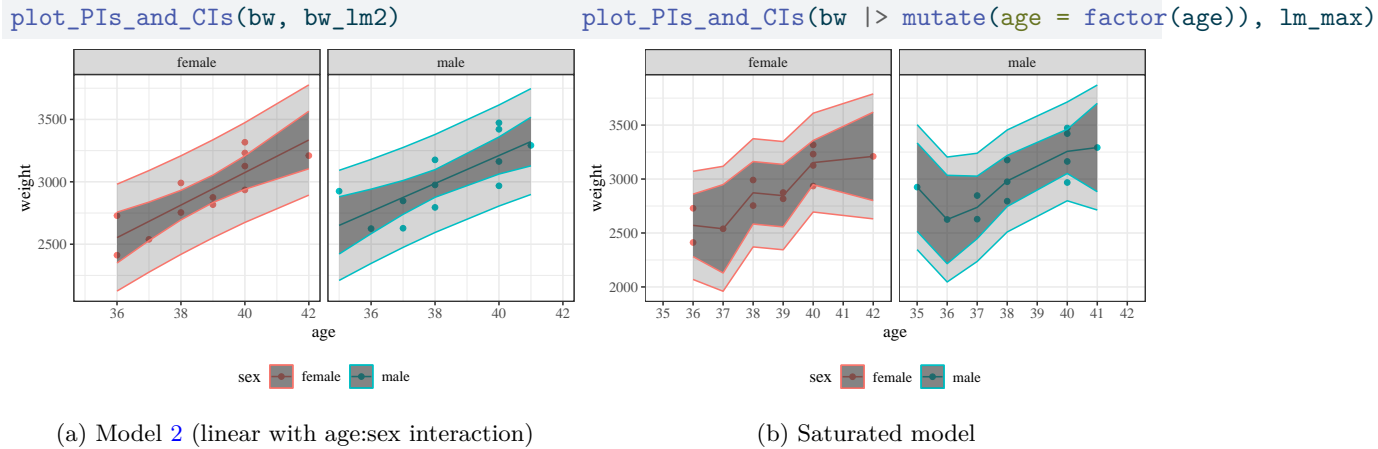 plot_PIs_and_CIs(bw, bw_lm2)
plot_PIs_and_CIs(bw |> mutate(age = factor(age)), lm_max)
female
male
3500
3000
2500
weight
36
38
40
42
36
38
40
42
age
sex
female
male
female
male
3500
3000
2500
2000
weight
35
36
37
38
39
40
41
42
35
36
37
38
39
40
41
42
age
sex
female
male
(a) Model 2 (linear with age:sex interaction)
(b) Saturated model